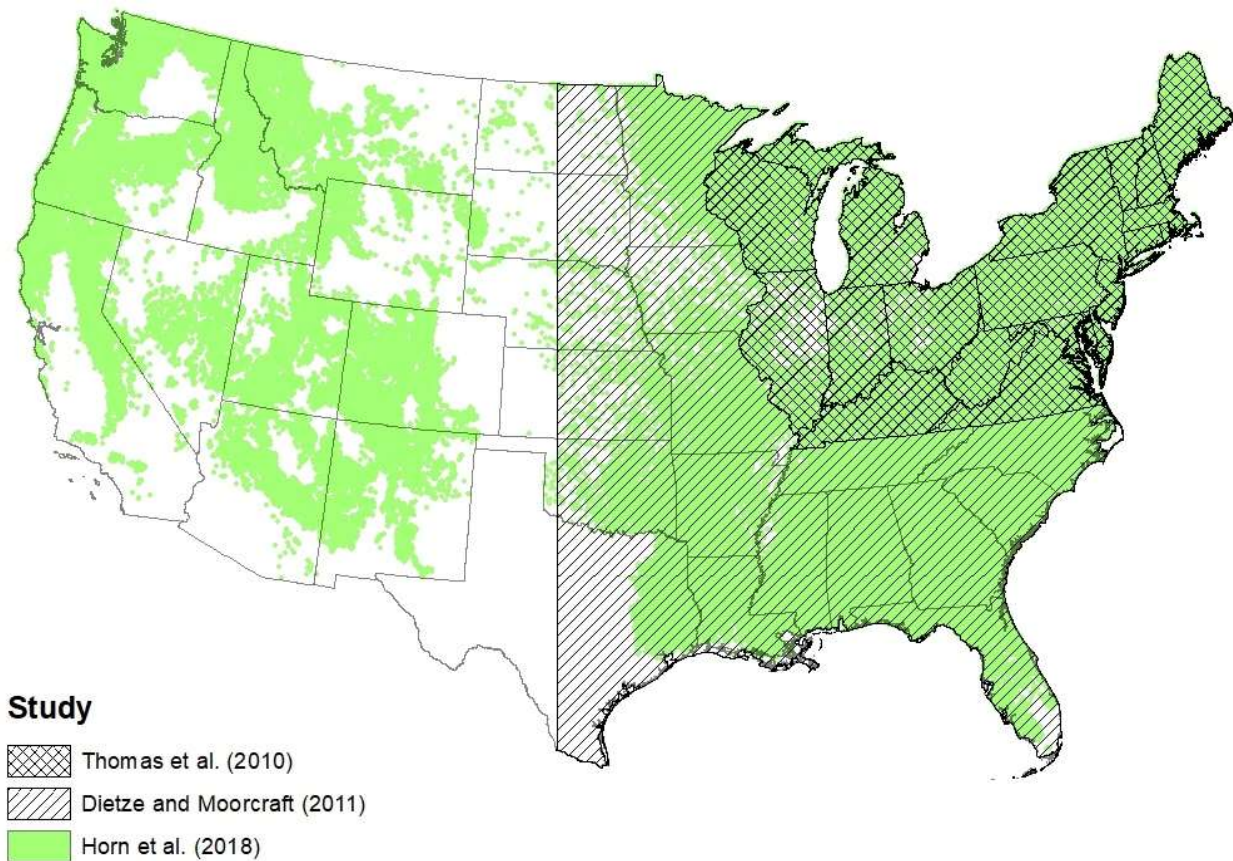 Study
Thomas et al. (2010)
Dietze and Moorcraft (2011)
Horn et al. (2018)